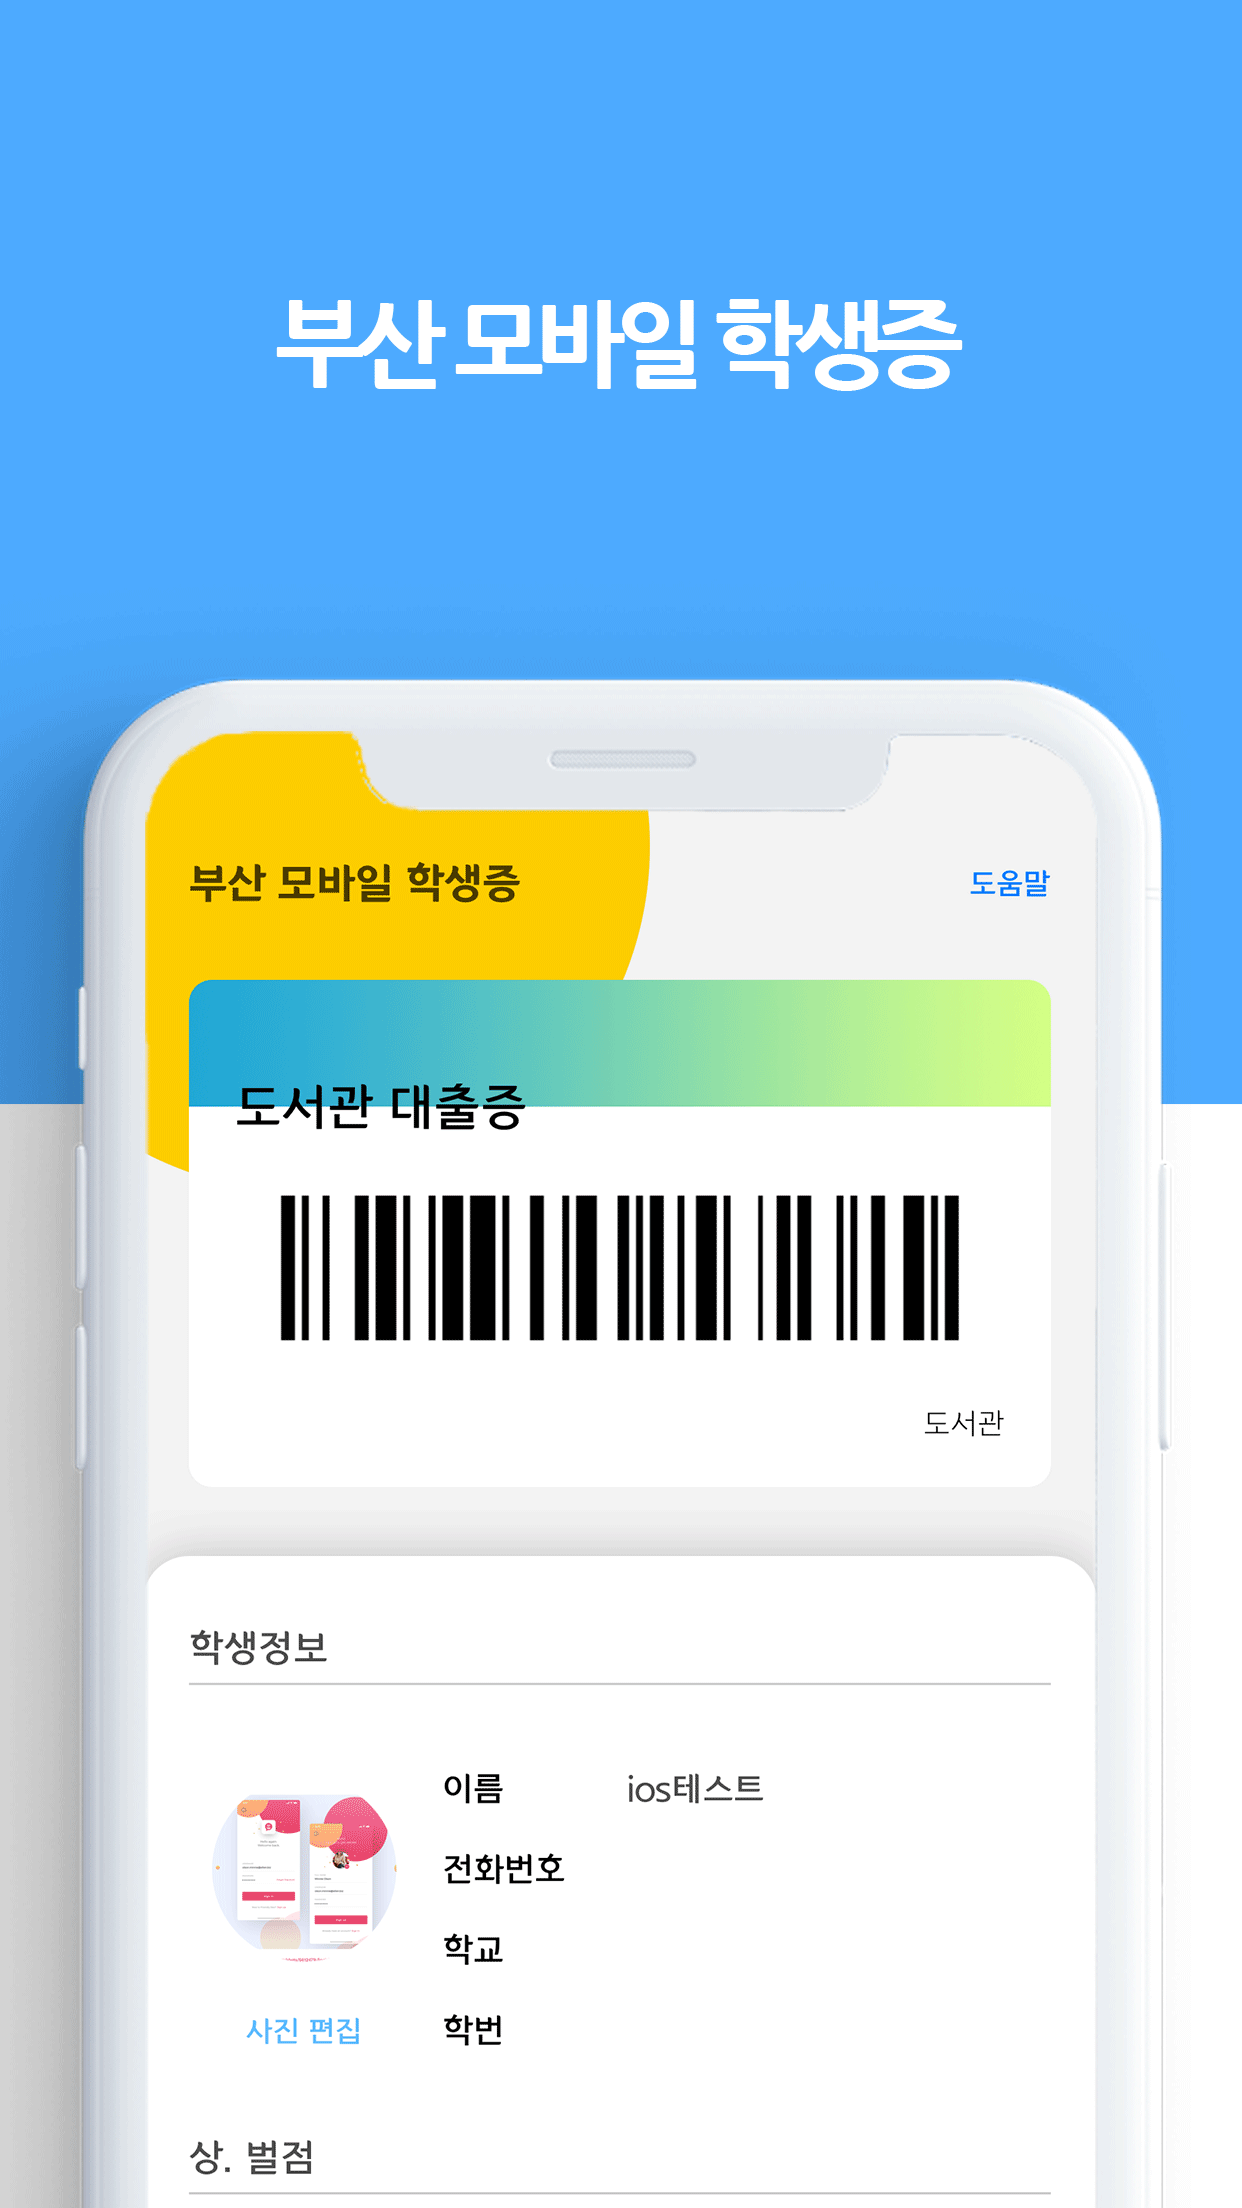 부산 모바일 학생증
부산 모바일 학생증
도움말
도서관 대출증
도서관
학생정보
이름 ios테스트
전화번호
학교
학번
사진 편집
상. 벌점